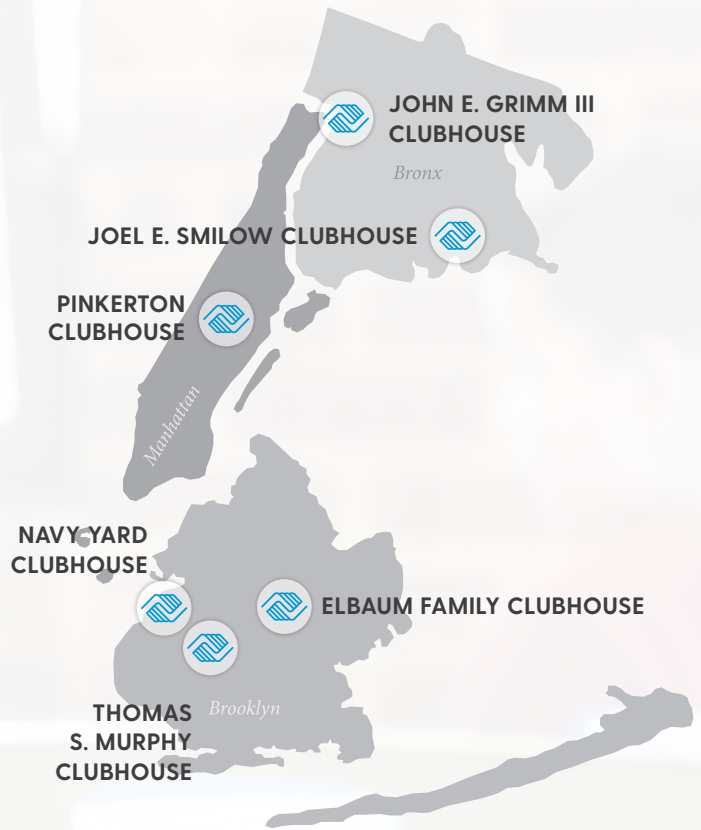 JOHN E. GRIMM III
CLUBHOUSE
Bronx
JOEL E. SMILOW CLUBHOUSE
PINKERTON
CLUBHOUSE
Manhattan
NAVY YARD
CLUBHOUSE
ELBAUM FAMILY CLUBHOUSE
THOMAS
S. MURPHY
CLUBHOUSE
Brooklyn